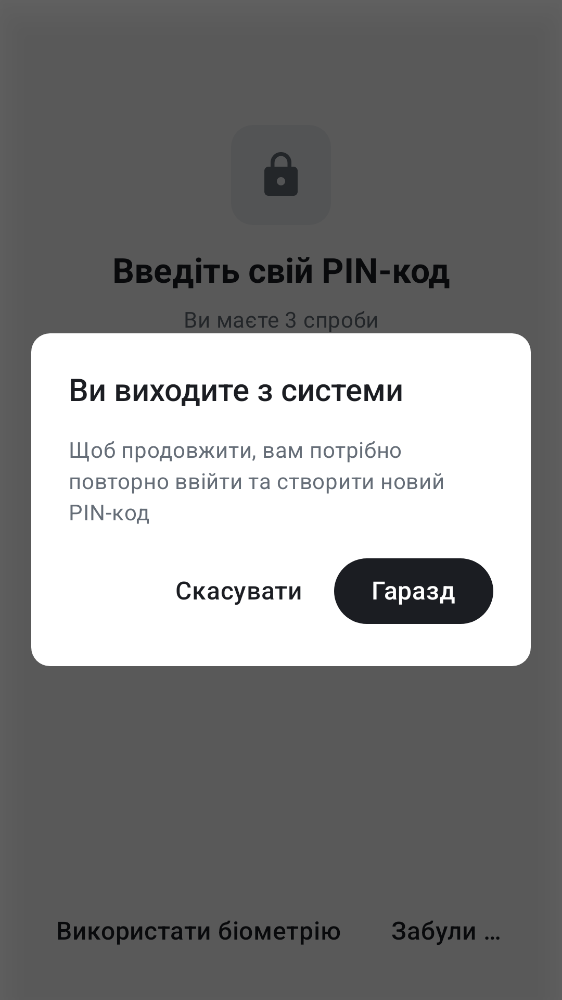 Введіть свій PIN-код
Ви маєте 3 спроби
Ви виходите з системи
Щоб продовжити, вам потрібно
повторно ввійти та створити новий
PIN-код
Скасувати
Гаразд
Використати біометрію
Забули ...